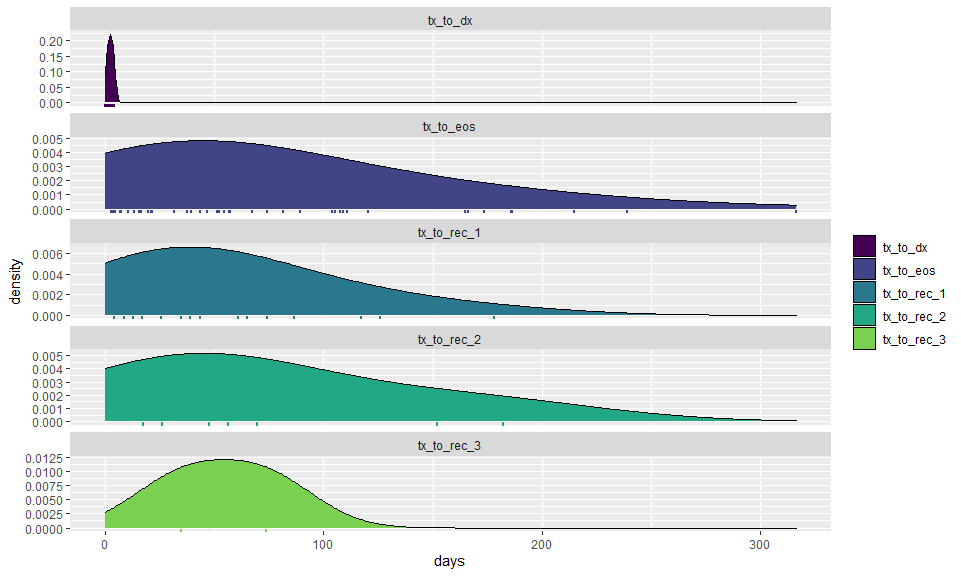 tx_to_dx
0.20
0.15
0.10
0.05
0.00
tx_to_eos
0.005
0.004
0.003
0.002
0.001
0.000
tx_to_rec_1
0.006
0.004
0.002
0.000
tx_to_rec_2
0.005
0.004
0.003
0.002
0.001
0.000
tx_to_rec_3
0.0125
0.0100
0.0075
0.0050
0.0025
0.0000
0 100 200 300
days
density
tx_to_dx
tx_to_eos
tx_to_rec_1
tx_to_rec_2
tx_to_rec_3